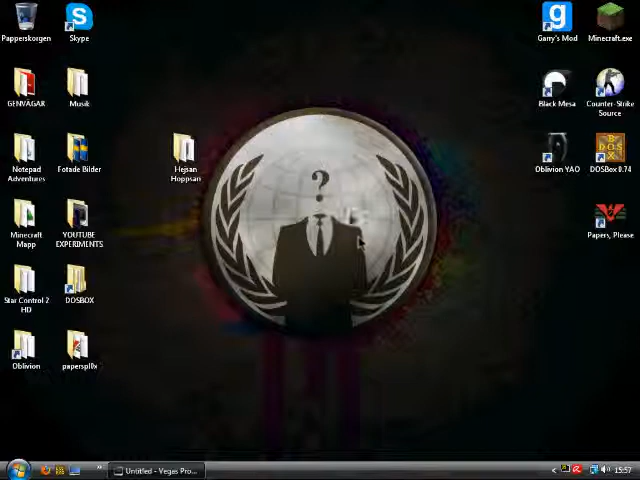 Papperskorgen
Skype
Garry's Mod
Minecraft.exe
GENVÄGAR
Musik
Black Mesa
Counter-Strike
Source
Notepad
Adventures
Fotade Bilder
Hejsan
Hoppsan
?
Oblivion YAO
DOS
BOX
DOSBox 0.74
Minecraft
Mapp
YOUTUBE
EXPERIMENTS
Papers, Please
Star Control 2
HD
DOSBOX
Oblivion
Untitled - Vegas Pro...
15:57